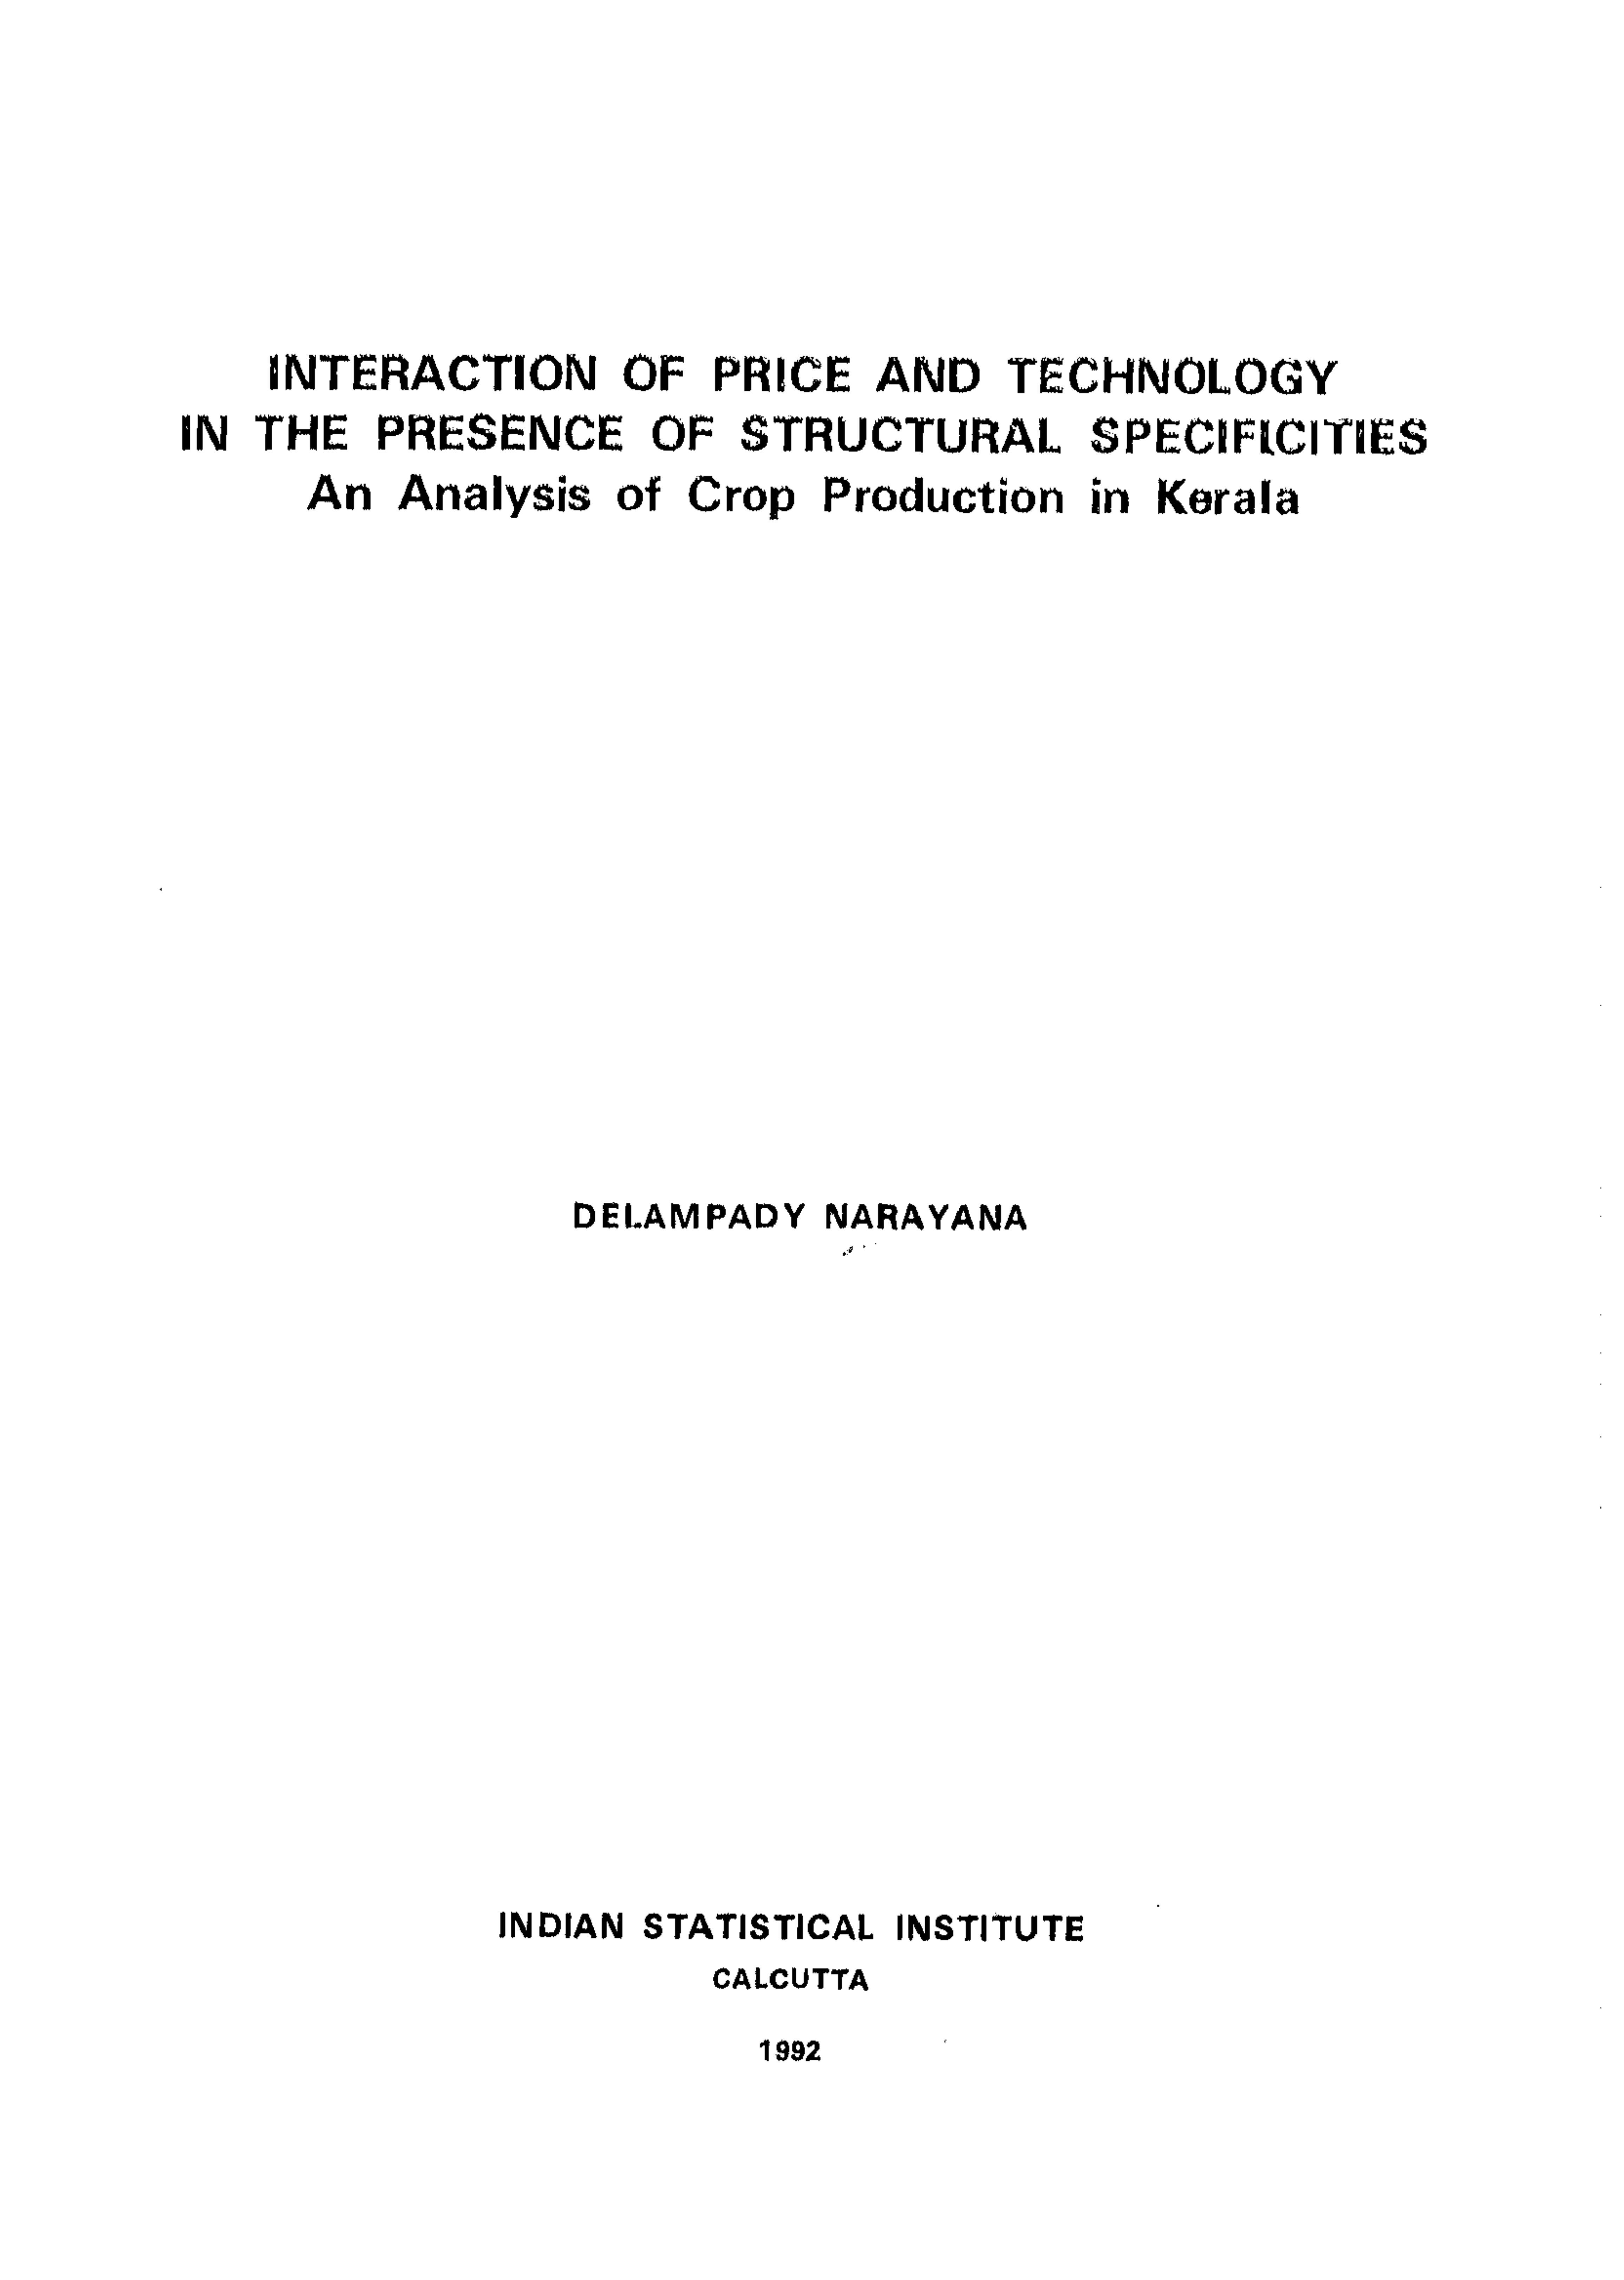 INTERACTION OF PRICE AND TECHNOLOGY
IN THE PRESENCE OF STRUCTURAL SPECIFICITIES
An Analysis of Crop Production in Kerala
DELAMPADY NARAYANA
INDIAN STATISTICAL INSTITUTE
CALCUTTA
1992